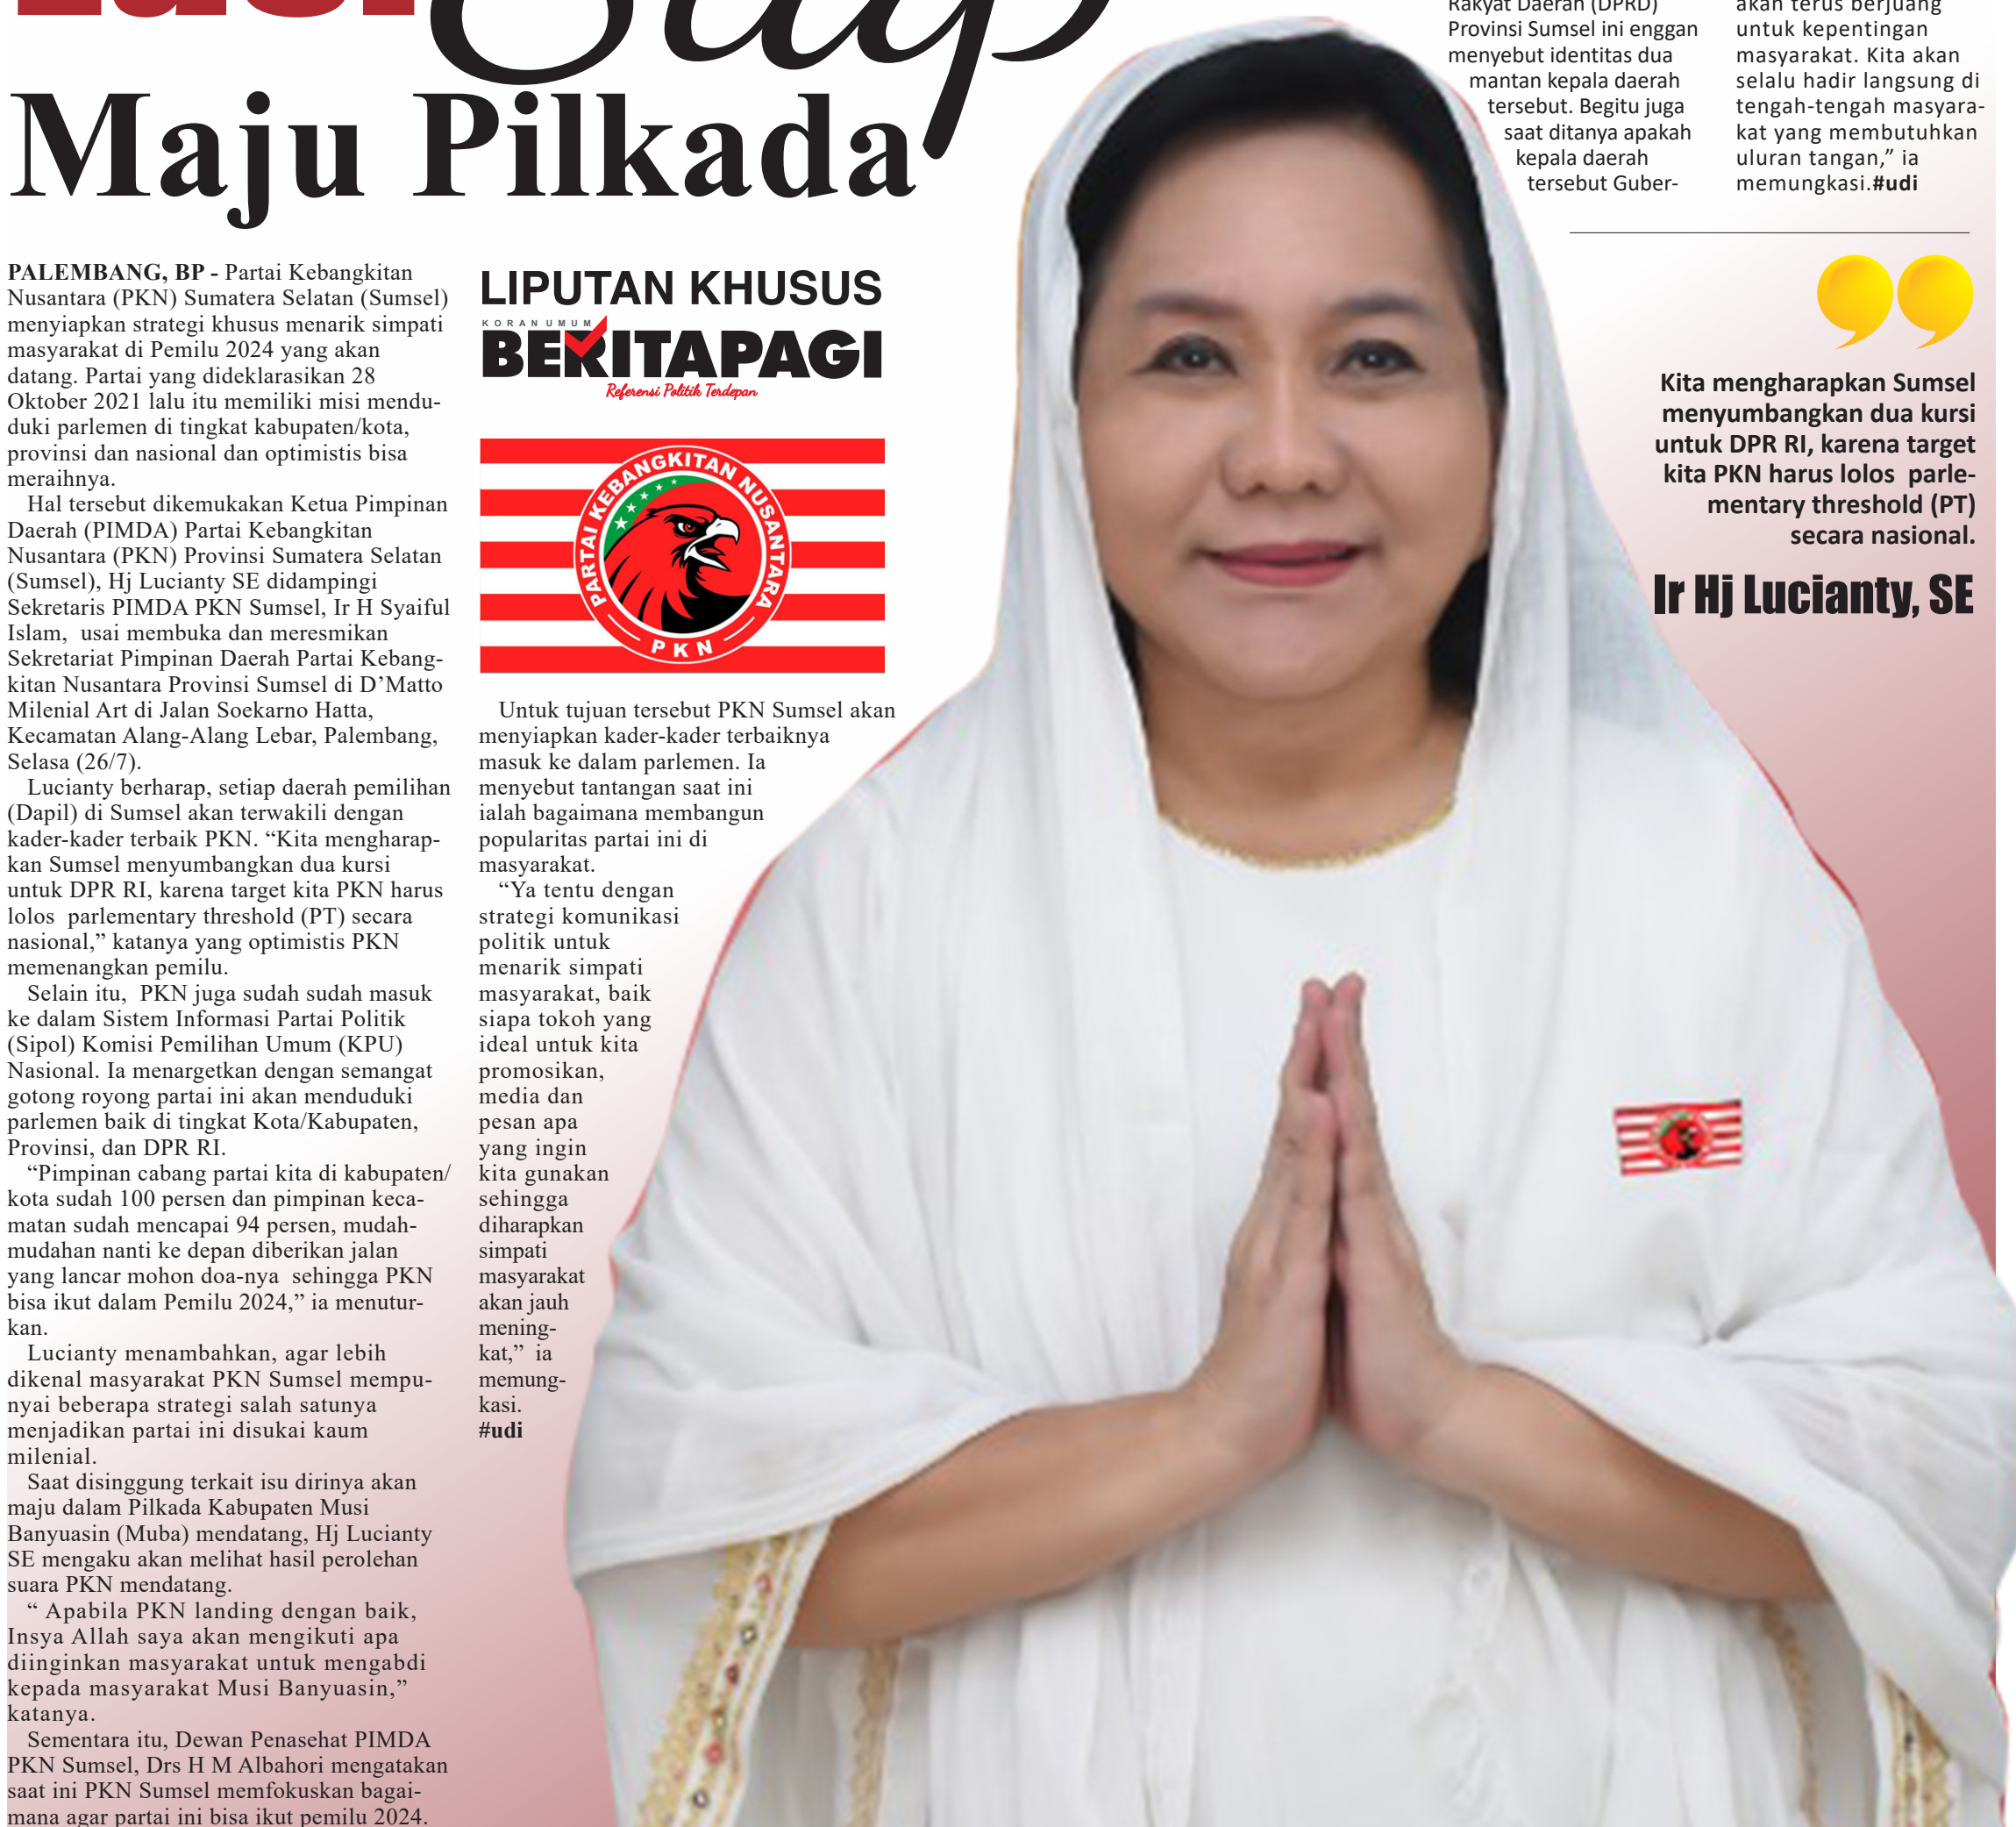 Luci Siap
Maju Pilkada
PALEMBANG, BP - Partai Kebangkitan
Nusantara (PKN) Sumatera Selatan (Sumsel)
menyiapkan strategi khusus menarik simpati
masyarakat di Pemilu 2024 yang akan
datang. Partai yang dideklarasikan 28
Oktober 2021 lalu itu memiliki misi mendu-
duki parlemen di tingkat kabupaten/kota,
provinsi dan nasional dan optimistis bisa
meraihnya.
Hal tersebut dikemukakan Ketua Pimpinan
Daerah (PIMDA) Partai Kebangkitan
Nusantara (PKN) Provinsi Sumatera Selatan
(Sumsel), Hj Lucianty SE didampingi
Sekretaris PIMDA PKN Sumsel, Ir H Syaiful
Islam,  usai membuka dan meresmikan
Sekretariat Pimpinan Daerah Partai Kebang-
kitan Nusantara Provinsi Sumsel di D’Matto
Milenial Art di Jalan Soekarno Hatta,
Kecamatan Alang-Alang Lebar, Palembang,
Selasa (26/7).
Lucianty berharap, setiap daerah pemilihan
(Dapil) di Sumsel akan terwakili dengan
kader-kader terbaik PKN. “Kita mengharap-
kan Sumsel menyumbangkan dua kursi
untuk DPR RI, karena target kita PKN harus
lolos  parlementary threshold (PT) secara
nasional,” katanya yang optimistis PKN
memenangkan pemilu.
Selain itu,  PKN juga sudah sudah masuk
ke dalam Sistem Informasi Partai Politik
(Sipol) Komisi Pemilihan Umum (KPU)
Nasional. Ia menargetkan dengan semangat
gotong royong partai ini akan menduduki
parlemen baik di tingkat Kota/Kabupaten,
Provinsi, dan DPR RI.
“Pimpinan cabang partai kita di kabupaten/
kota sudah 100 persen dan pimpinan keca-
matan sudah mencapai 94 persen, mudah-
mudahan nanti ke depan diberikan jalan
yang lancar mohon doa-nya  sehingga PKN
bisa ikut dalam Pemilu 2024,” ia menutur-
kan.
Lucianty menambahkan, agar lebih
dikenal masyarakat PKN Sumsel mempu-
nyai beberapa strategi salah satunya
menjadikan partai ini disukai kaum
milenial.
Saat disinggung terkait isu dirinya akan
maju dalam Pilkada Kabupaten Musi
Banyuasin (Muba) mendatang, Hj Lucianty
SE mengaku akan melihat hasil perolehan
suara PKN mendatang.
“ Apabila PKN landing dengan baik,
Insya Allah saya akan mengikuti apa
diinginkan masyarakat untuk mengabdi
kepada masyarakat Musi Banyuasin,”
katanya.
Sementara itu, Dewan Penasehat PIMDA
PKN Sumsel, Drs H M Albahori mengatakan
saat ini PKN Sumsel memfokuskan bagai-
mana agar partai ini bisa ikut pemilu 2024.
LIPUTAN KHUSUS
KORAN UMUM
BERITAPAGI
Referensi Politik Terdepan
PARTAI KEBANGKITAN NUSANTARA
PKN
Untuk tujuan tersebut PKN Sumsel akan
menyiapkan kader-kader terbaiknya
masuk ke dalam parlemen. Ia
menyebut tantangan saat ini
ialah bagaimana membangun
popularitas partai ini di
masyarakat.
“Ya tentu dengan
strategi komunikasi
politik untuk
menarik simpati
masyarakat, baik
siapa tokoh yang
ideal untuk kita
promosikan,
media dan
pesan apa
yang ingin
kita gunakan
sehingga
diharapkan
simpati
masyarakat
akan jauh
mening-
kat,”  ia
memung-
kasi.
#udi
Rakyat Daerah (DPRD)
Provinsi Sumsel ini enggan
menyebut identitas dua
mantan kepala daerah
tersebut. Begitu juga
saat ditanya apakah
kepala daerah
tersebut Guber-
akan terus berjuang
untuk kepentingan
masyarakat. Kita akan
selalu hadir langsung di
tengah-tengah masyara-
kat yang membutuhkan
uluran tangan,” ia
memungkasi.#udi
”
Kita mengharapkan Sumsel
menyumbangkan dua kursi
untuk DPR RI, karena target
kita PKN harus lolos  parle-
mentary threshold (PT)
secara nasional.
Ir Hj Lucianty, SE